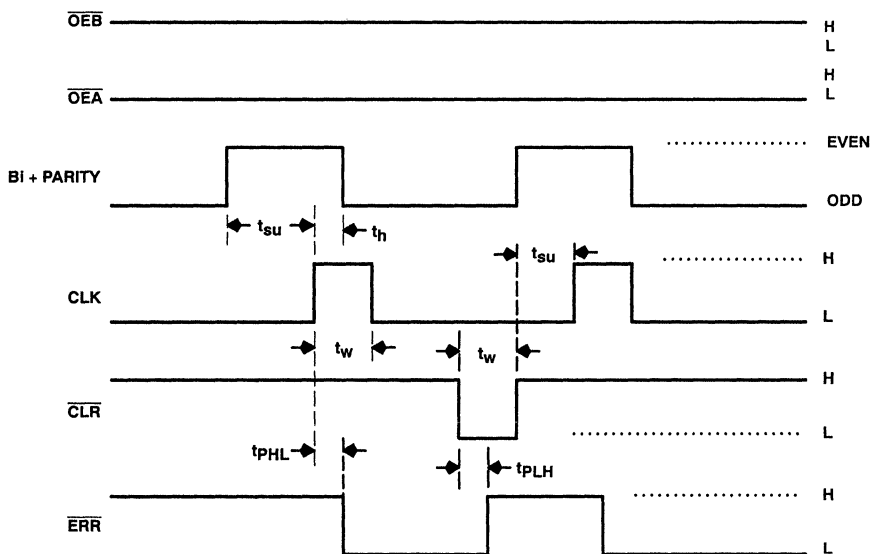 OEB
H
L
OEA
H
L
Bi + PARITY
EVEN
ODD
tsu
th
tsu
CLK
H
L
tw
tw
CLR
H
L
tPHL
tPLH
ERR
H
L